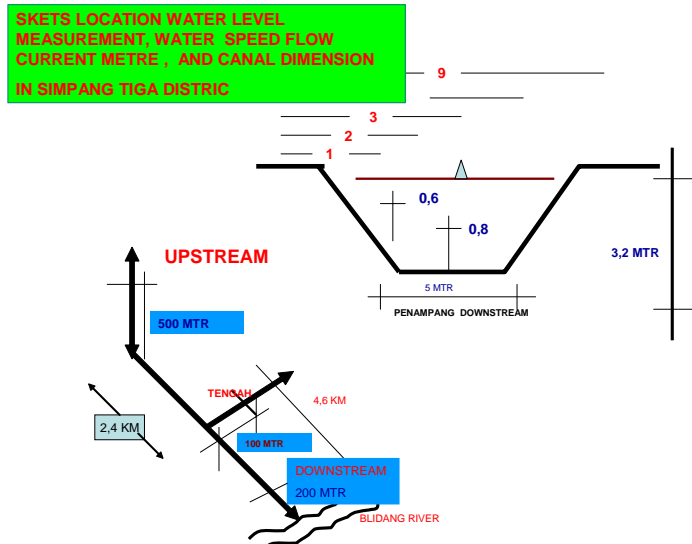 SKETS LOCATION WATER LEVEL
MEASUREMENT, WATER SPEED FLOW
CURRENT METRE , AND CANAL DIMENSION
IN SIMPANG TIGA DISTRIC
9
3
2
1
0,6
0,8
3,2 MTR
5 MTR
PENAMPANG DOWNSTREAM
UPSTREAM
500 MTR
TENGAH
4,6 KM
2,4 KM
100 MTR
DOWNSTREAM
200 MTR
BLIDANG RIVER